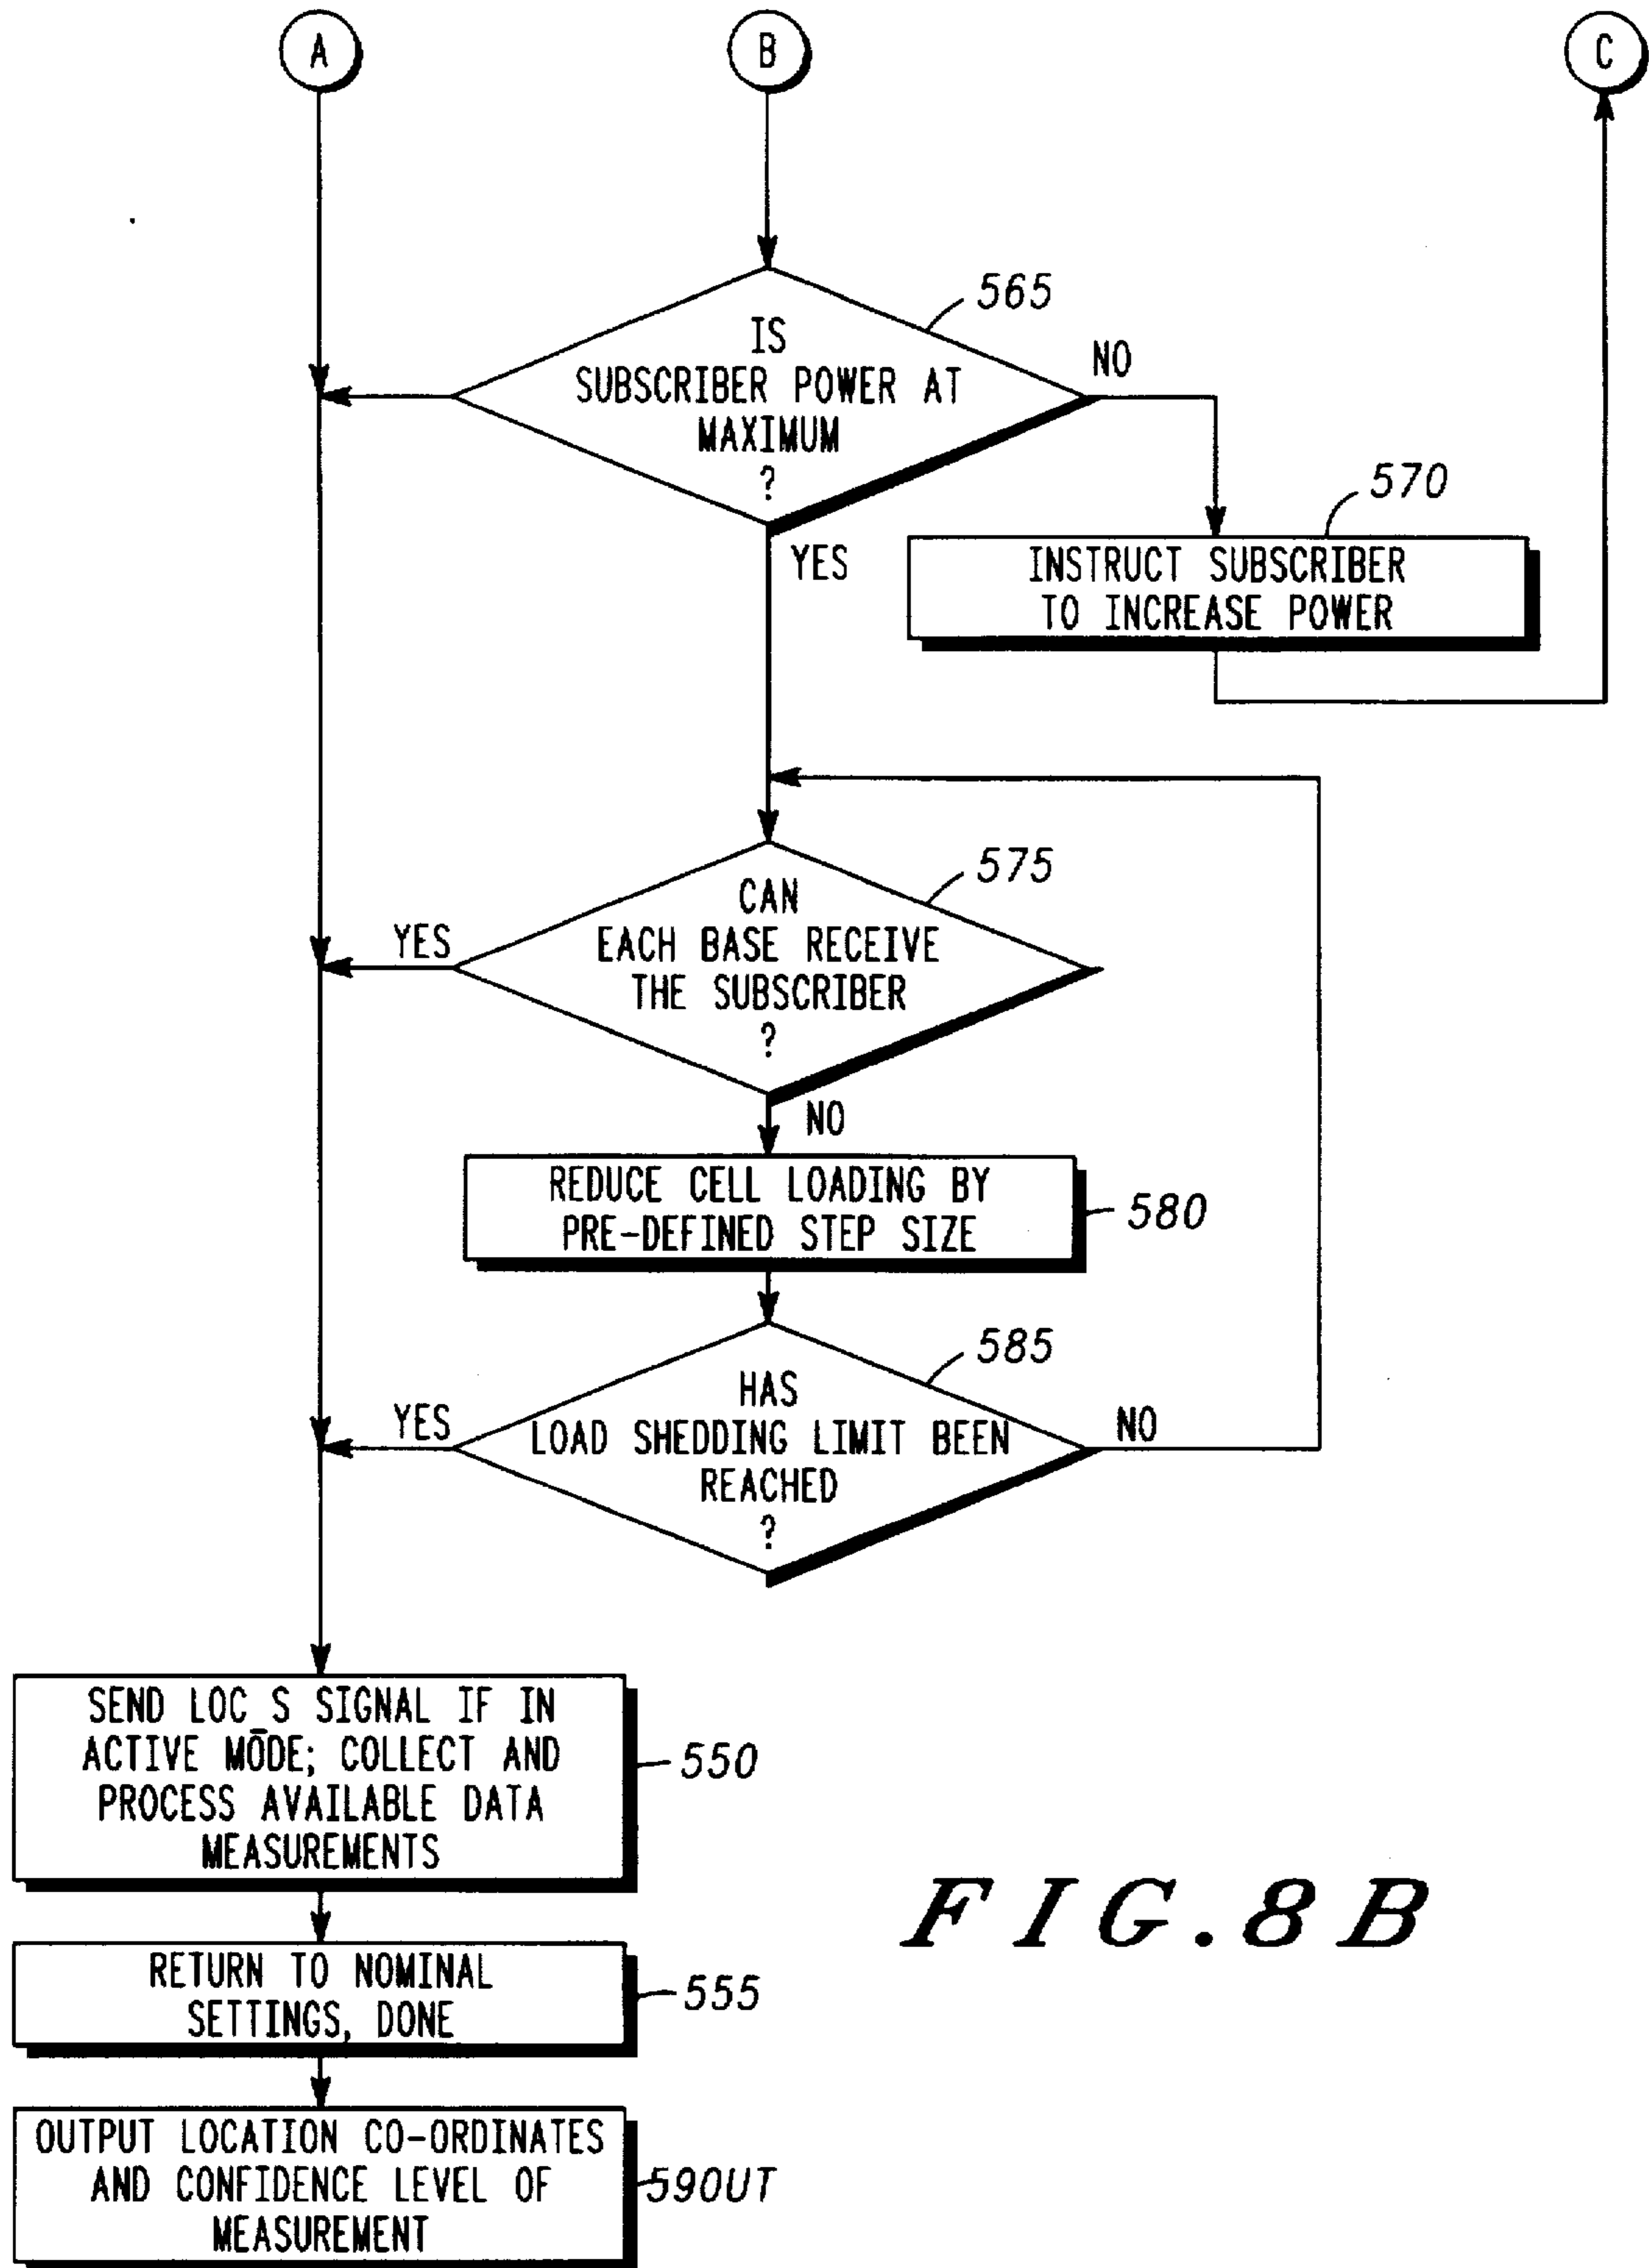 A
B
C
565
IS
SUBSCRIBER POWER AT
MAXIMUM
?
NO
YES
570
INSTRUCT SUBSCRIBER
TO INCREASE POWER
575
CAN
EACH BASE RECEIVE
THE SUBSCRIBER
?
YES
NO
REDUCE CELL LOADING BY
PRE-DEFINED STEP SIZE
580
585
HAS
LOAD SHEDDING LIMIT BEEN
REACHED
?
YES
NO
SEND LOC_S SIGNAL IF IN
ACTIVE MODE; COLLECT AND
PROCESS AVAILABLE DATA
MEASUREMENTS
550
RETURN TO NOMINAL
SETTINGS, DONE
555
OUTPUT LOCATION CO-ORDINATES
AND CONFIDENCE LEVEL OF
MEASUREMENT
590UT
FIG.8B